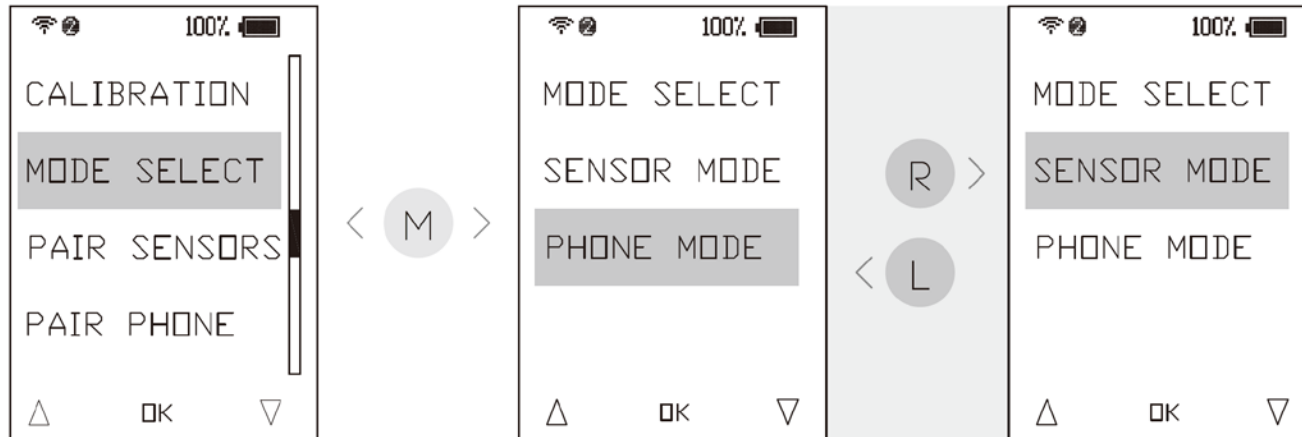 100%
CALIBRATION
MODE SELECT
PAIR SENSORS
PAIR PHONE
OK
< M >
100%
MODE SELECT
SENSOR MODE
PHONE MODE
OK
R >
< L
100%
MODE SELECT
SENSOR MODE
PHONE MODE
OK